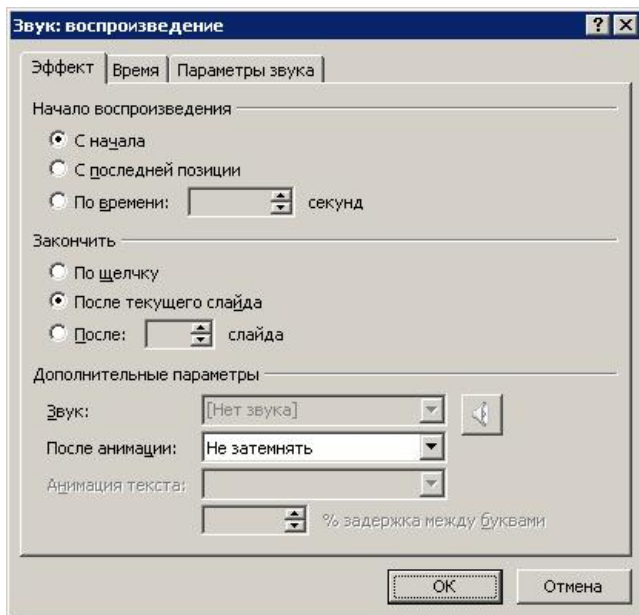 Звук: воспроизведение
Эффект Время Параметры звука
Начало воспроизведения
С начала
С последней позиции
По времени: секунд
Закончить
По щелчку
После текущего слайда
После: слайда
Дополнительные параметры
Звук: [Нет звука]
После анимации: Не затемнять
Анимация текста:
% задержка между буквами
ОК Отмена